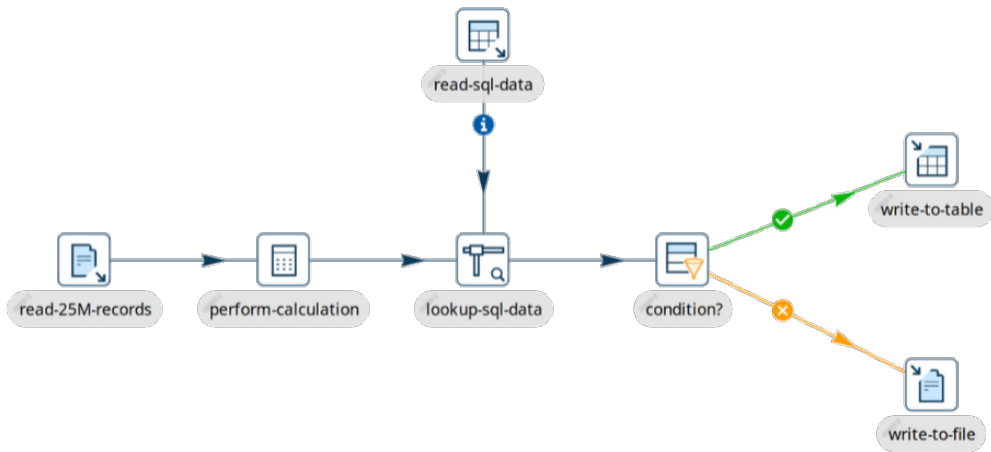 read-sql-data
write-to-table
read-25M-records
perform-calculation
lookup-sql-data
condition?
write-to-file